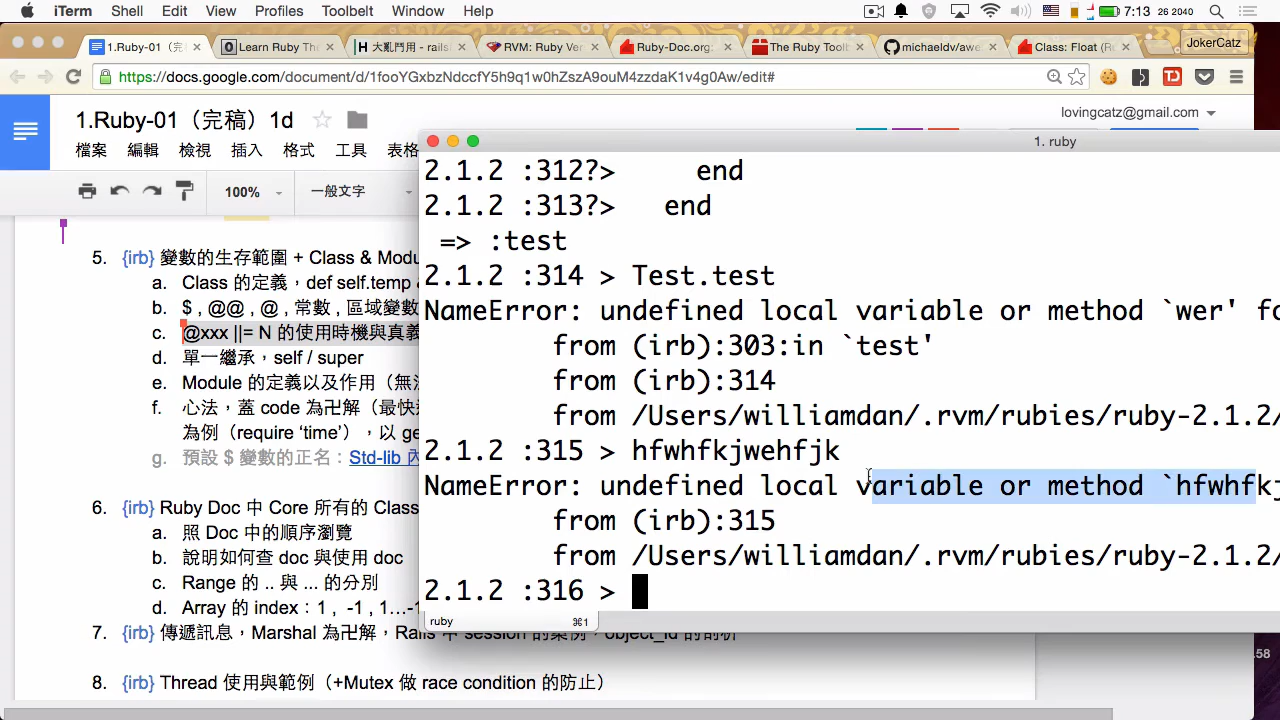 iTerm Shell Edit View Profiles Toolbelt Window Help 7:13 26 2040
1.Ruby-01（完稿
Learn Ruby The
大亂鬥用 - rails
RVM: Ruby Ver
Ruby-Doc.org
The Ruby Toolb
michaeldv/awe
Class: Float (R
JokerCatz
1.Ruby-01（完稿）1d
lovingcatz@gmail.com
檔案 編輯 檢視 插入 格式 工具 表格
100% 一般文字
5. {irb} 變數的生存範圍 + Class & Modu
a. Class 的定義，def self.temp
b. $ , @@ , @ , 常數 , 區域變數
c. @xxx ||= N 的使用時機與真義
d. 單一繼承，self / super
e. Module 的定義以及作用（無
f. 心法，蓋 code 為卍解（最快
為例（require ‘time’），以 ge
g. 預設 $ 變數的正名：Std-lib
6. Ruby Doc 中 Core 所有的 Class
a. 照 Doc 中的順序瀏覽
b. 說明如何查 doc 與使用 doc
c. Range 的 .. 與 ... 的分別
d. Array 的 index：1 , -1 , 1...-1
7. {irb} 傳遞訊息，Marshal 為卍解，Rails 中 session 的案例，object_id 的剖析
8. {irb} Thread 使用與範例（+Mutex 做 race condition 的防止）
1. ruby
2.1.2 :312?> end
2.1.2 :313?> end
=> :test
2.1.2 :314 > Test.test
NameError: undefined local variable or method `wer' fo
from (irb):303:in `test'
from (irb):314
from /Users/williamdan/.rvm/rubies/ruby-2.1.2/
2.1.2 :315 > hfwhfkjwehfjk
NameError: undefined local variable or method `hfwhfkj
from (irb):315
from /Users/williamdan/.rvm/rubies/ruby-2.1.2/
2.1.2 :316 >
ruby ⌘1
.58